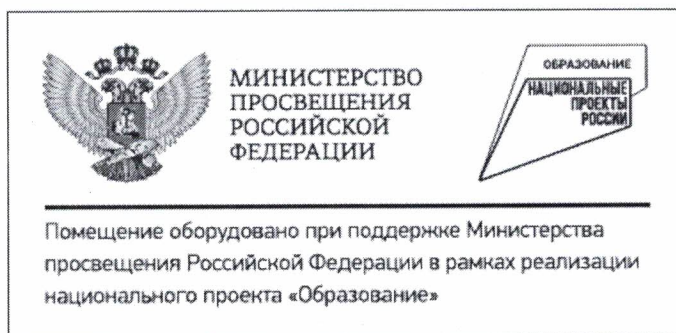 МИНИСТЕРСТВО
ПРОСВЕЩЕНИЯ
РОССИЙСКОЙ
ФЕДЕРАЦИИ
ОБРАЗОВАНИЕ
НАЦИОНАЛЬНЫЕ
ПРОЕКТЫ
РОССИИ
Помещение оборудовано при поддержке Министерства
просвещения Российской Федерации в рамках реализации
национального проекта «Образование»